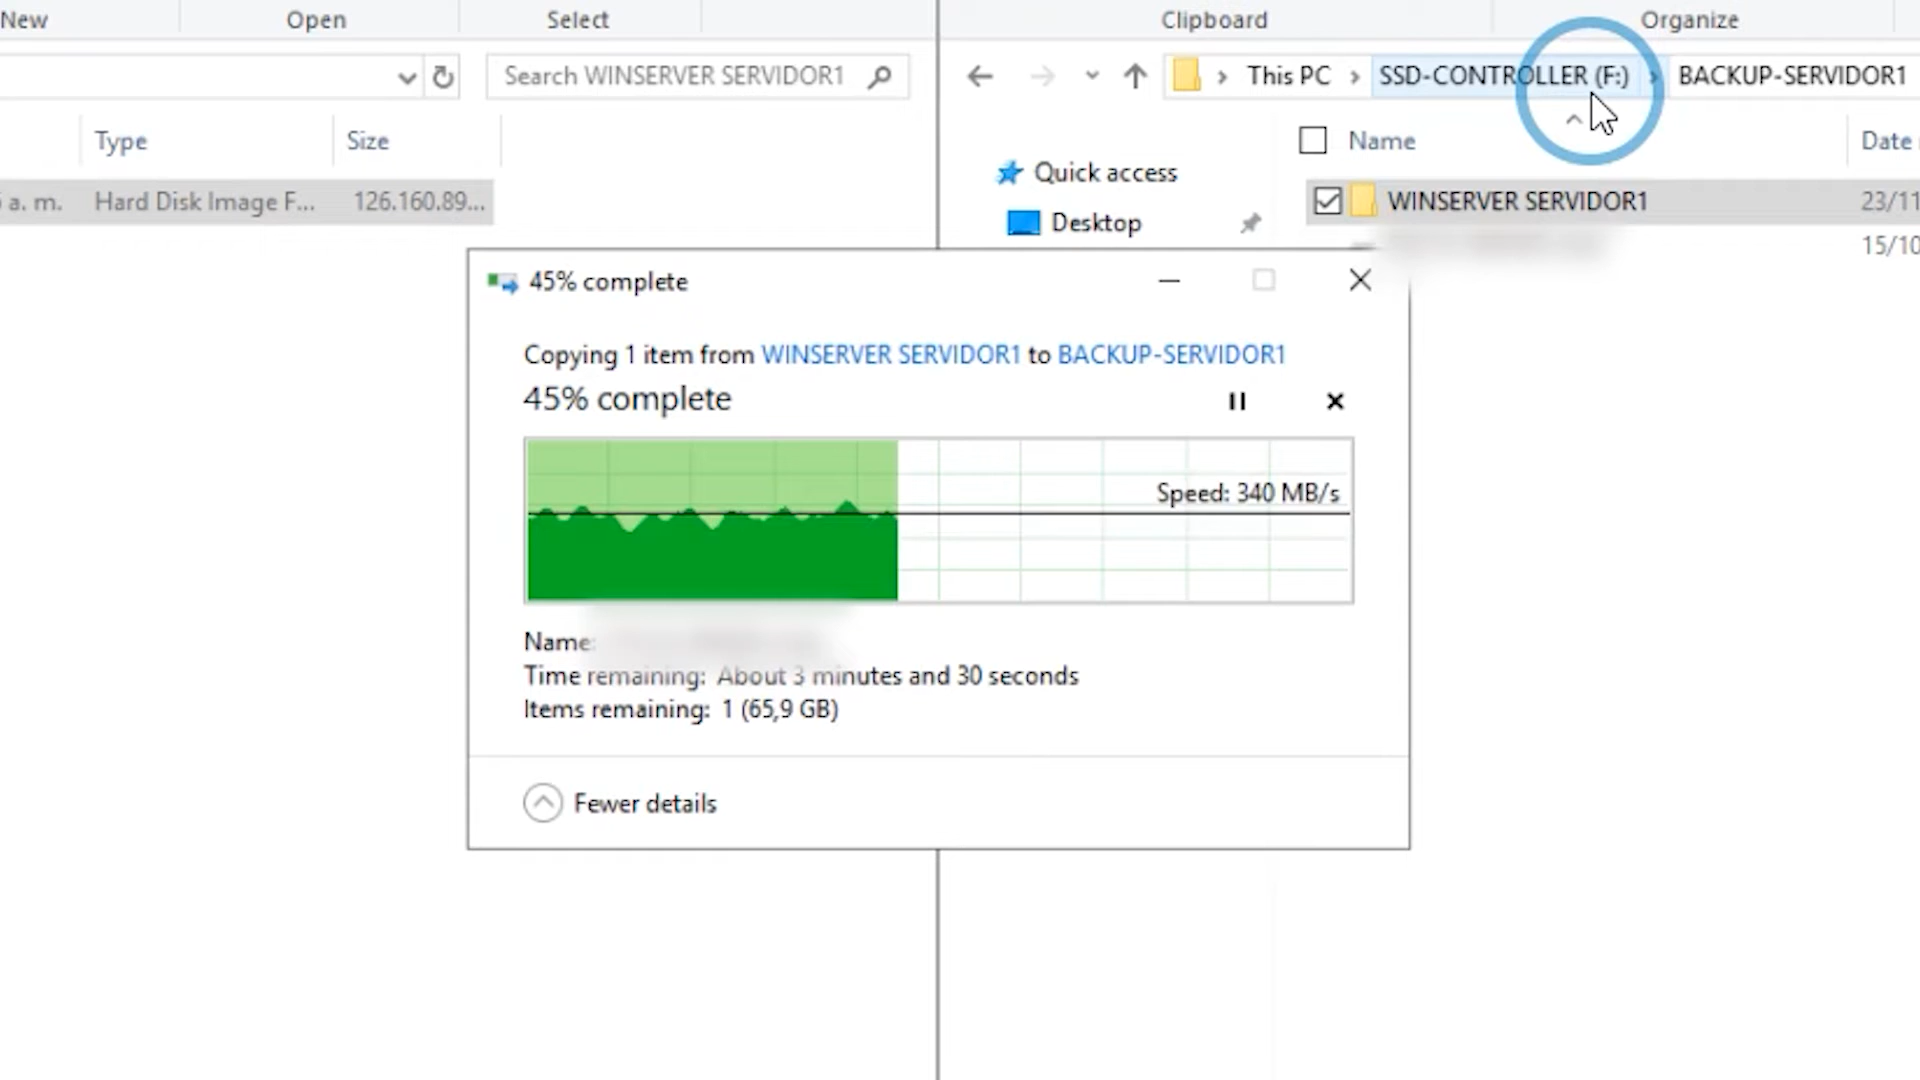 New Open Select
Search WINSERVER SERVIDOR1
Type Size
a. m. Hard Disk Image F... 126.160.89...
Clipboard Organize
This PC SSD-CONTROLLER (F:) BACKUP-SERVIDOR1
Name Date
Quick access
Desktop
WINSERVER SERVIDOR1 23/11
15/10
45% complete
Copying 1 item from WINSERVER SERVIDOR1 to BACKUP-SERVIDOR1
45% complete
Speed: 340 MB/s
Name:
Time remaining: About 3 minutes and 30 seconds
Items remaining: 1 (65,9 GB)
Fewer details